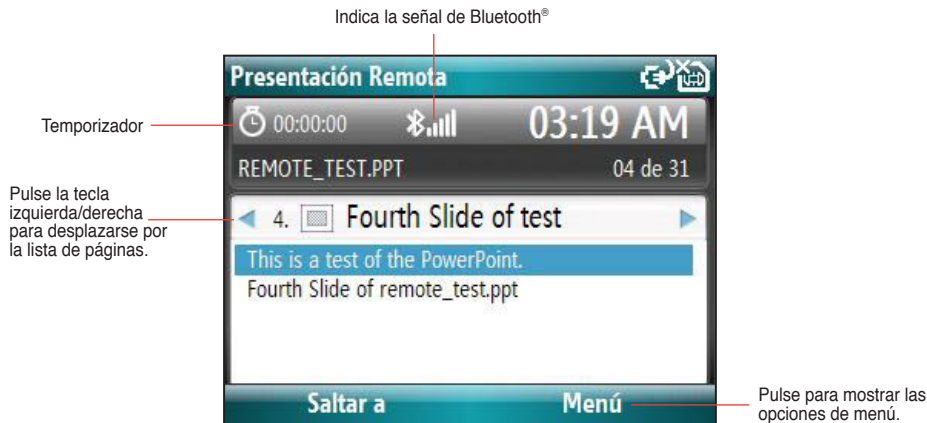 Indica la señal de Bluetooth®
Presentación Remota
Temporizador
00:00:00
03:19 AM
REMOTE_TEST.PPT
04 de 31
Pulse la tecla
izquierda/derecha
para desplazarse por
la lista de páginas.
4. Fourth Slide of test
This is a test of the PowerPoint.
Fourth Slide of remote_test.ppt
Saltar a
Menú
Pulse para mostrar las
opciones de menú.